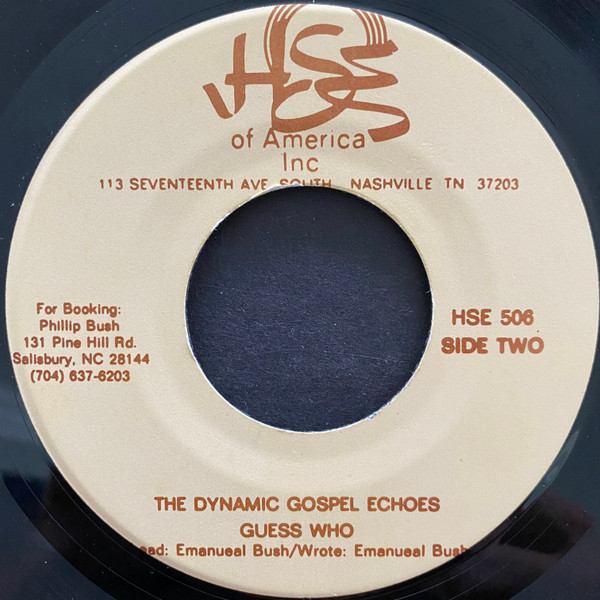 HSE
of America
Inc
113 SEVENTEENTH AVE SOUTH NASHVILLE TN 37203
For Booking:
Phillip Bush
131 Pine Hill Rd.
Salisbury, NC 28144
(704) 637-6203
HSE 506
SIDE TWO
THE DYNAMIC GOSPEL ECHOES
GUESS WHO
Emanueal Bush/Wrote: Emanueal Bush